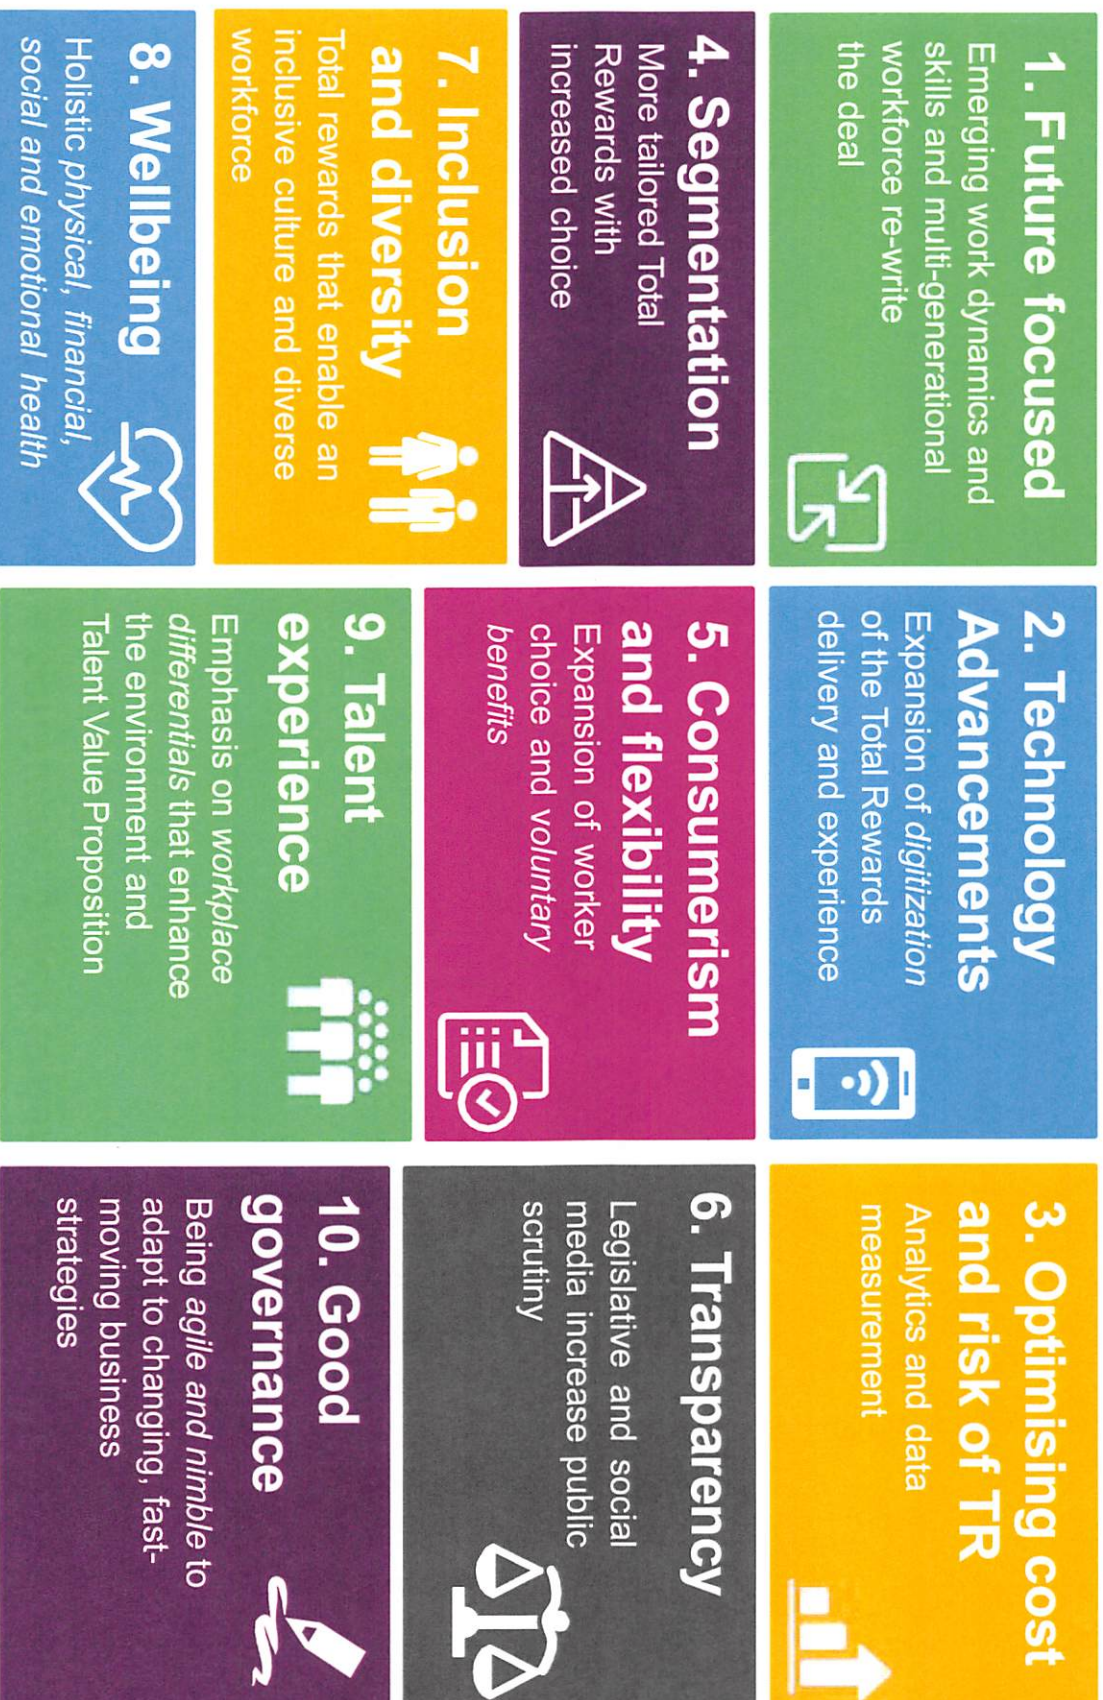 1. Future focused
Emerging work dynamics and
skills and multi-generational
workforce re-write
the deal
2. Technology
Advancements
Expansion of digitization
of the Total Rewards
delivery and experience
3. Optimising cost
and risk of TR
Analytics and data
measurement
4. Segmentation
More tailored Total
Rewards with
increased choice
5. Consumerism
and flexibility
Expansion of worker
choice and voluntary
benefits
6. Transparency
Legislative and social
media increase public
scrutiny
7. Inclusion
and diversity
Total rewards that enable an
inclusive culture and diverse
workforce
8. Wellbeing
Holistic physical, financial,
social and emotional health
9. Talent
experience
Emphasis on workplace
differentials that enhance
the environment and
Talent Value Proposition
10. Good
governance
Being agile and nimble to
adapt to changing, fast-
moving business
strategies